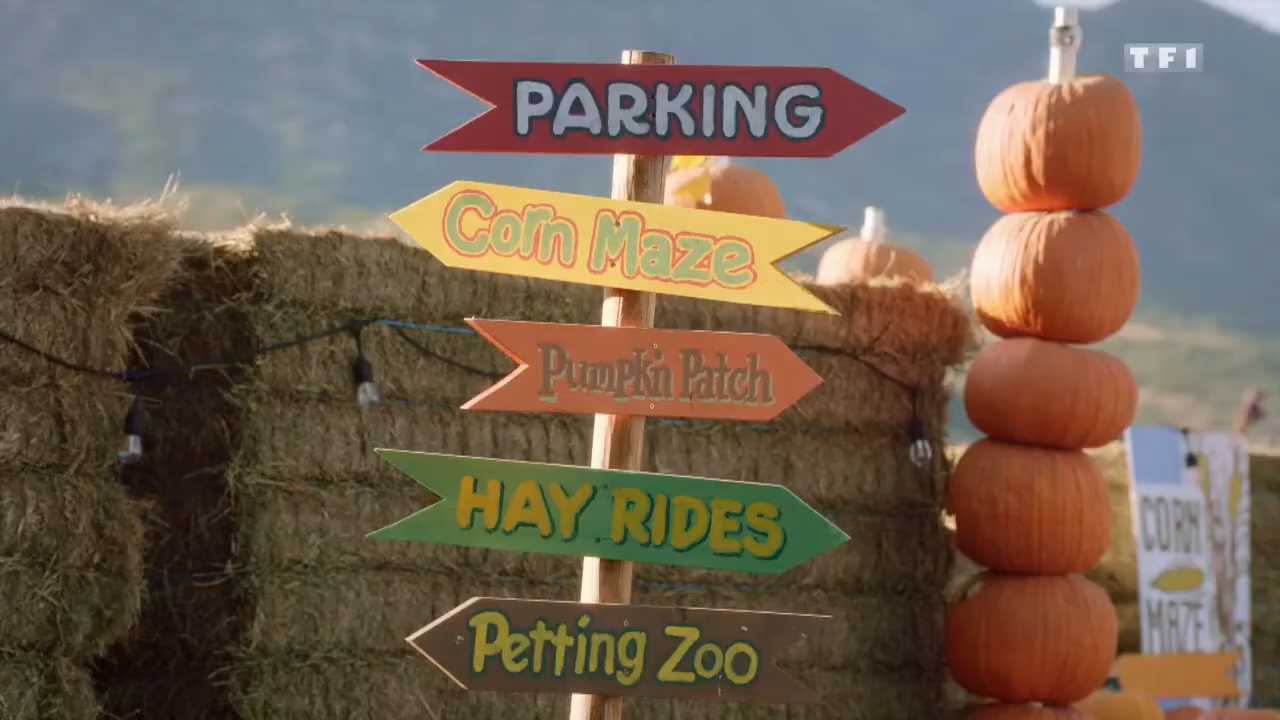 TF1
PARKING
Corn Maze
Pumpkin Patch
HAY RIDES
Petting Zoo
CORN
MAZE